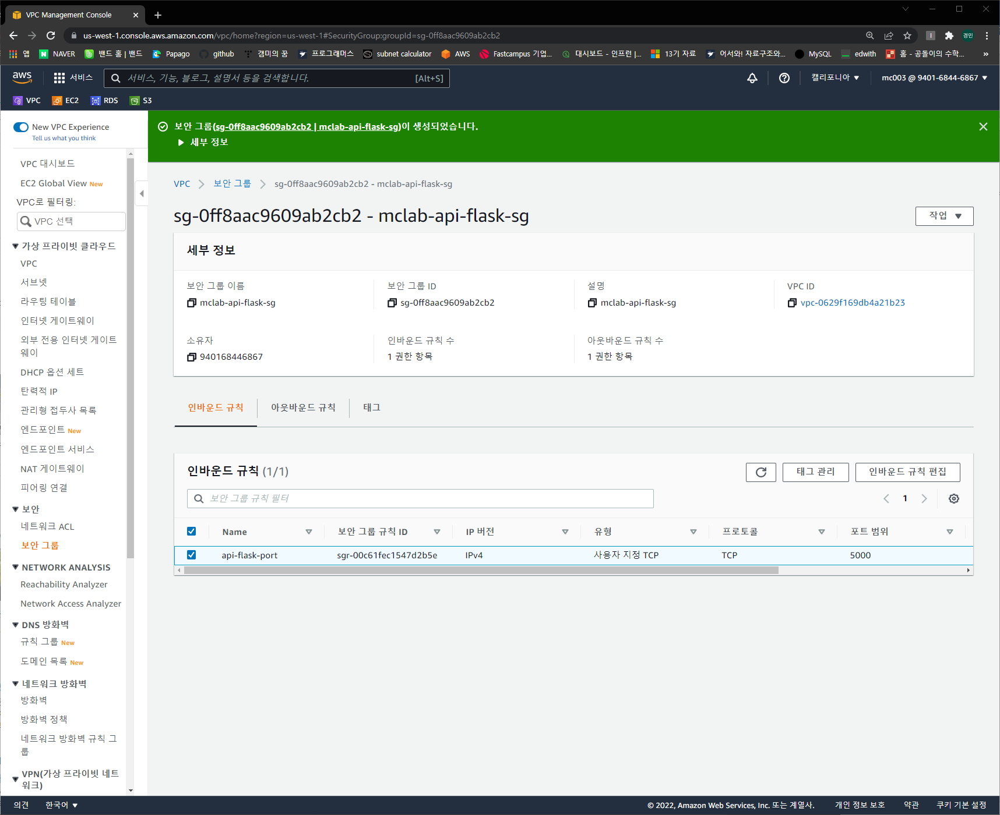 VPC Management Console
us-west-1.console.aws.amazon.com/vpc/home?region=us-west-1#SecurityGroup:groupId=sg-0ff8aac9609ab2cb2
경민
앱 NAVER 밴드 홈 | 밴드 Papago github 캠미의 꿈 프로그래머스 subnet calculator AWS Fastcampus 기업... 대시보드 - 인프런 |... 13기 자료 어서와! 자료구조와... MySQL edwith 홈 - 공돌이의 수학... »
aws 서비스 서비스, 기능, 블로그, 설명서 등을 검색합니다. [Alt+S] 캘리포니아 ▼ mc003 @ 9401-6844-6867 ▼
VPC EC2 RDS S3
New VPC Experience
Tell us what you think
VPC 대시보드
EC2 Global View New
VPC로 필터링:
VPC 선택
가상 프라이빗 클라우드
VPC
서브넷
라우팅 테이블
인터넷 게이트웨이
외부 전용 인터넷 게이트
웨이
DHCP 옵션 세트
탄력적 IP
관리형 접두사 목록
엔드포인트 New
엔드포인트 서비스
NAT 게이트웨이
피어링 연결
보안
네트워크 ACL
보안 그룹
NETWORK ANALYSIS
Reachability Analyzer
Network Access Analyzer
DNS 방화벽
규칙 그룹 New
도메인 목록 New
네트워크 방화벽
방화벽
방화벽 정책
네트워크 방화벽 규칙 그
룹
VPN(가상 프라이빗 네트
워크)
보안 그룹(sg-0ff8aac9609ab2cb2 | mclab-api-flask-sg)이 생성되었습니다.
세부 정보
VPC 보안 그룹 sg-0ff8aac9609ab2cb2 - mclab-api-flask-sg
sg-0ff8aac9609ab2cb2 - mclab-api-flask-sg
작업 ▼
세부 정보
보안 그룹 이름 보안 그룹 ID 설명 VPC ID
mclab-api-flask-sg sg-0ff8aac9609ab2cb2 mclab-api-flask-sg vpc-0629f169db4a21b23
소유자 인바운드 규칙 수 아웃바운드 규칙 수
940168446867 1 권한 항목 1 권한 항목
인바운드 규칙 아웃바운드 규칙 태그
인바운드 규칙 (1/1) 태그 관리 인바운드 규칙 편집
보안 그룹 규칙 필터 1
Name 보안 그룹 규칙 ID IP 버전 유형 프로토콜 포트 범위
api-flask-port sgr-00c61fec1547d2b5e IPv4 사용자 지정 TCP TCP 5000
의견 한국어 ▼ © 2022, Amazon Web Services, Inc. 또는 계열사. 개인 정보 보호 약관 쿠키 기본 설정